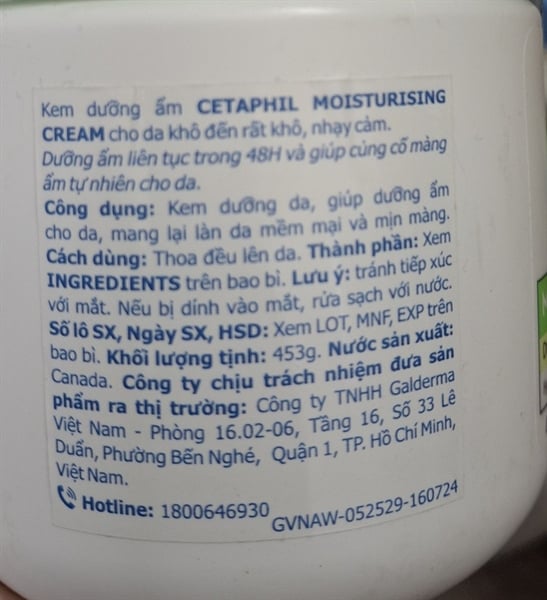 Kem dưỡng ẩm CETAPHIL MOISTURISING
CREAM cho da khô đến rất khô, nhạy cảm.
Dưỡng ẩm liên tục trong 48H và giúp củng cố màng
ẩm tự nhiên cho da.
Công dụng: Kem dưỡng da, giúp dưỡng ẩm
cho da, mang lại làn da mềm mại và mịn màng.
Cách dùng: Thoa đều lên da. Thành phần: Xem
INGREDIENTS trên bao bì. Lưu ý: tránh tiếp xúc
với mắt. Nếu bị dính vào mắt, rửa sạch với nước.
Số lô SX, Ngày SX, HSD: Xem LOT, MNF, EXP trên
bao bì. Khối lượng tịnh: 453g. Nước sản xuất:
Canada. Công ty chịu trách nhiệm đưa sản
phẩm ra thị trường: Công ty TNHH Galderma
Việt Nam - Phòng 16.02-06, Tầng 16, Số 33 Lê
Duẩn, Phường Bến Nghé, Quận 1, TP. Hồ Chí Minh,
Việt Nam.
Hotline: 1800646930
GVNAW-052529-160724